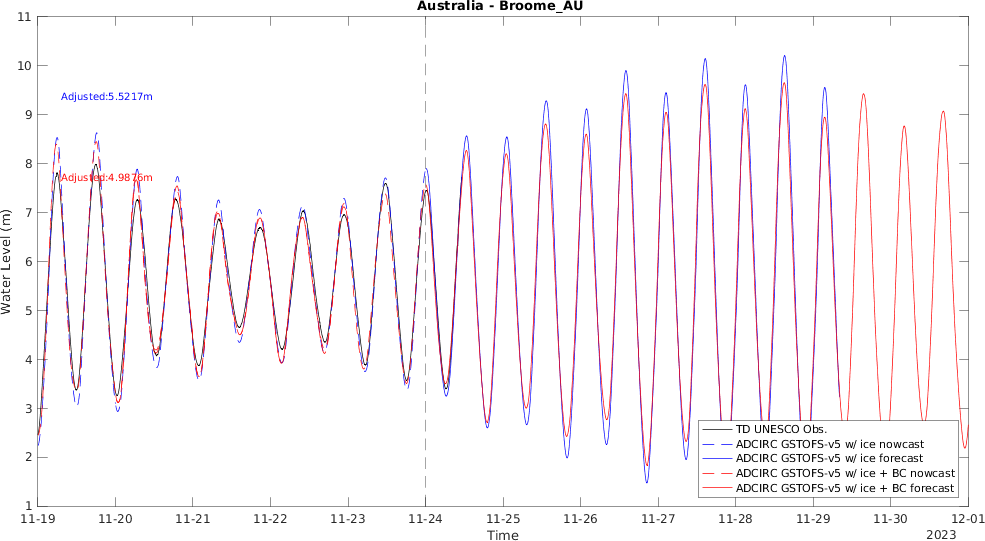 Australia - Broome_AU
11
10
9
8
7
6
5
4
3
2
1
Water Level (m)
Adjusted:5.5217m
Adjusted:4.9876m
TD UNESCO Obs.
ADCIRC GSTOFS-v5 w/ ice nowcast
ADCIRC GSTOFS-v5 w/ ice forecast
ADCIRC GSTOFS-v5 w/ ice + BC nowcast
ADCIRC GSTOFS-v5 w/ ice + BC forecast
11-19 11-20 11-21 11-22 11-23 11-24 11-25 11-26 11-27 11-28 11-29 11-30 12-01
Time
2023